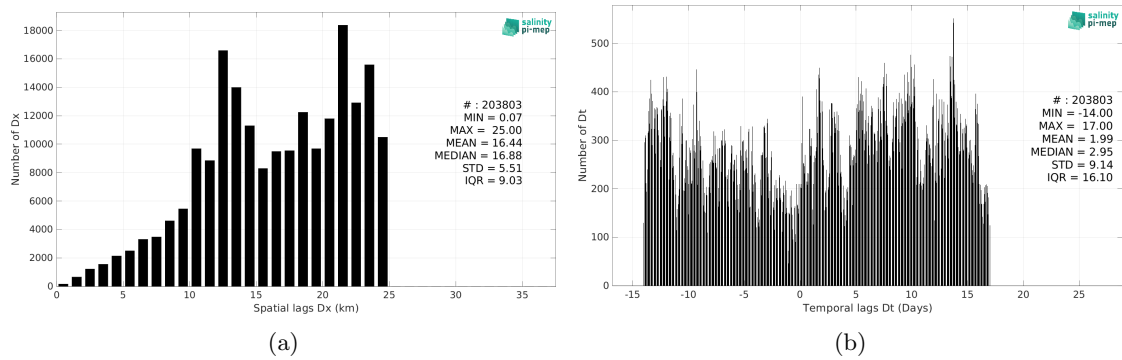 18000
16000
14000
12000
10000
8000
6000
4000
2000
0
Number of Dx
0 5 10 15 20 25 30 35
Spatial lags Dx (km)
salinity
pi-mep
# : 203803
MIN = 0.07
MAX = 25.00
MEAN = 16.44
MEDIAN = 16.88
STD = 5.51
IQR = 9.03
(a)
500
400
300
200
100
0
Number of Dt
-15 -10 -5 0 5 10 15 20 25
Temporal lags Dt (Days)
salinity
pi-mep
# : 203803
MIN = -14.00
MAX = 17.00
MEAN = 1.99
MEDIAN = 2.95
STD = 9.14
IQR = 16.10
(b)